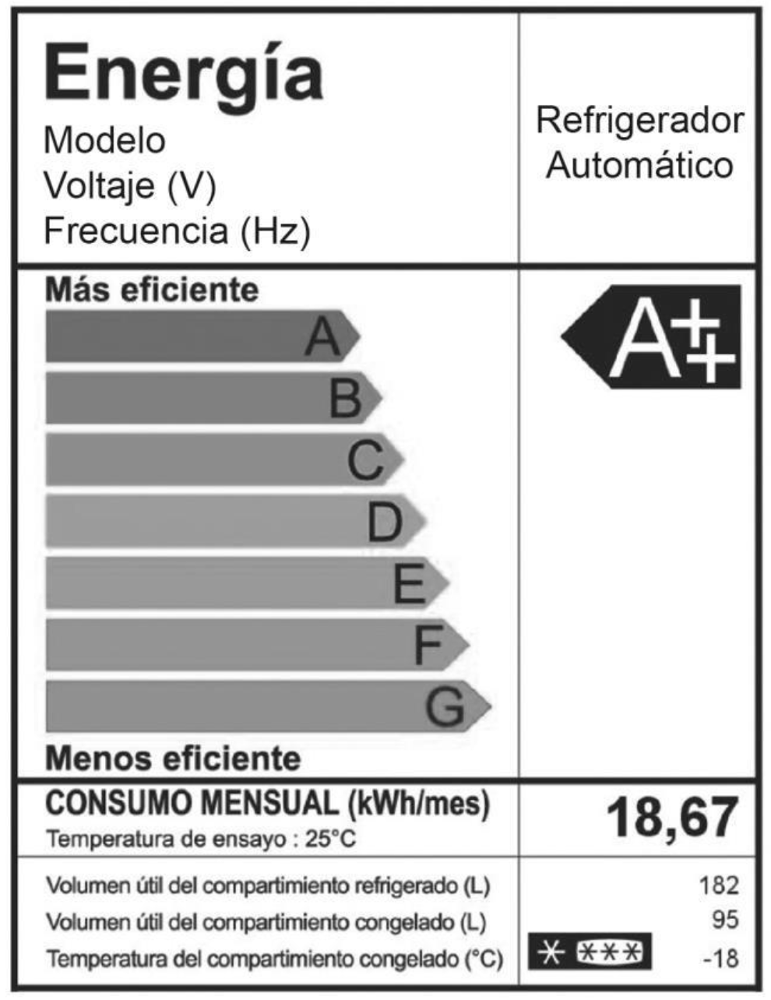 Energía
Modelo
Voltaje (V)
Frecuencia (Hz)
Refrigerador
Automático
Más eficiente
A
B
C
D
E
F
G
Menos eficiente
A++
CONSUMO MENSUAL (kWh/mes)
18,67
Temperatura de ensayo : 25°C
Volumen útil del compartimiento refrigerado (L) 182
Volumen útil del compartimiento congelado (L) 95
Temperatura del compartimiento congelado (°C) * *** -18